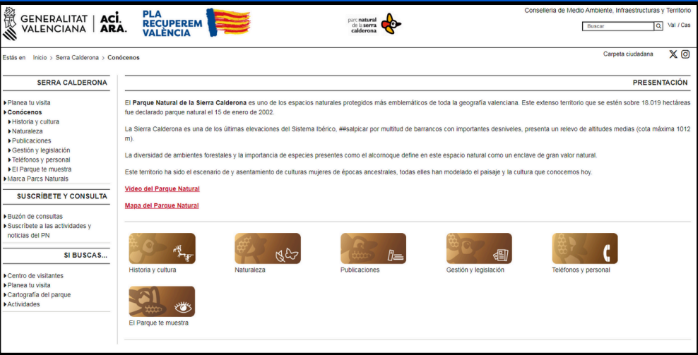 GENERALITAT
VALENCIANA
ACÍ.
ARA.
PLA
RECUPEREM
VALÈNCIA
parc natural
de la serra
calderona
Conselleria de Medio Ambiente, Infraestructuras y Territorio
Buscar
Val / Cas
Estás en Inicio > Serra Calderona > Conócenos
Carpeta ciudadana
SERRA CALDERONA
Planea tu visita
Conócenos
Historia y cultura
Naturaleza
Publicaciones
Gestión y legislación
Teléfonos y personal
El Parque te muestra
Marca Parcs Naturals
SUSCRÍBETE Y CONSULTA
Buzón de consultas
Suscríbete a las actividades y
noticias del PN
SI BUSCAS...
Centro de visitantes
Planea tu visita
Cartografía del parque
Actividades
PRESENTACIÓN
El Parque Natural de la Sierra Calderona es uno de los espacios naturales protegidos más emblemáticos de toda la geografía valenciana. Este extenso territorio que se estén sobre 18.019 hectáreas
fue declarado parque natural el 15 de enero de 2002.
La Sierra Calderona es una de los últimas elevaciones del Sistema Ibérico, ##salpicar por multitud de barrancos con importantes desniveles, presenta un relevo de altitudes medias (cota máxima 1012
m).
La diversidad de ambientes forestales y la importancia de especies presentes como el alcornoque define en este espacio natural como un enclave de gran valor natural.
Este territorio ha sido el escenario de y asentamiento de culturas mujeres de épocas ancestrales, todas ellas han modelado el paisaje y la cultura que conocemos hoy.
Video del Parque Natural
Mapa del Parque Natural
Historia y cultura
Naturaleza
Publicaciones
Gestión y legislación
Teléfonos y personal
El Parque te muestra